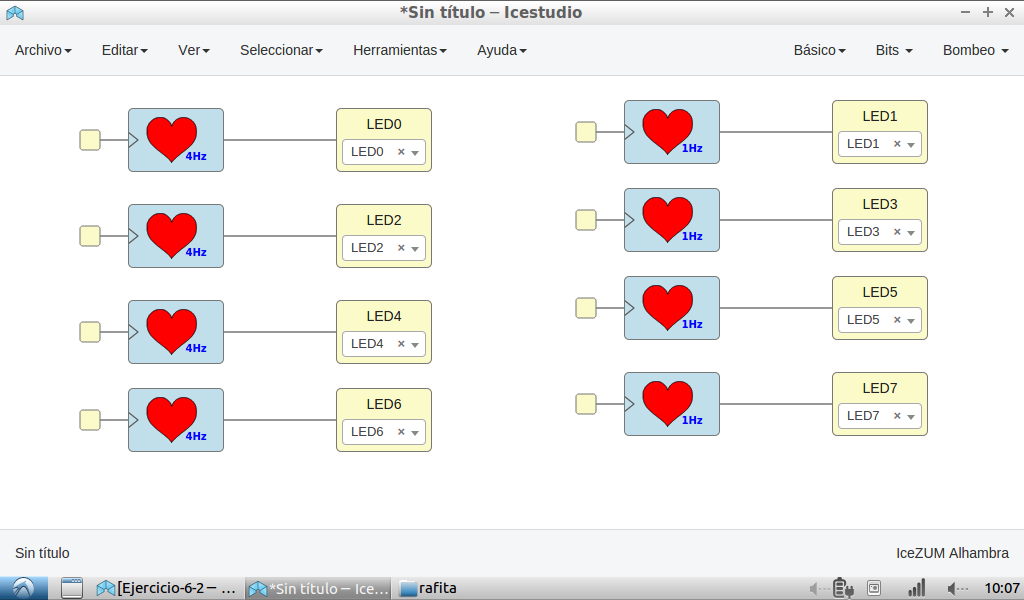 *Sin título — Icestudio
Archivo Editar Ver Seleccionar Herramientas Ayuda Básico Bits Bombeo
4Hz LED0
LED0 ×
1Hz LED1
LED1 ×
4Hz LED2
LED2 ×
1Hz LED3
LED3 ×
4Hz LED4
LED4 ×
1Hz LED5
LED5 ×
4Hz LED6
LED6 ×
1Hz LED7
LED7 ×
Sin título IceZUM Alhambra
[Ejercicio-6-2 — ... *Sin título — Ice... rafita 10:07